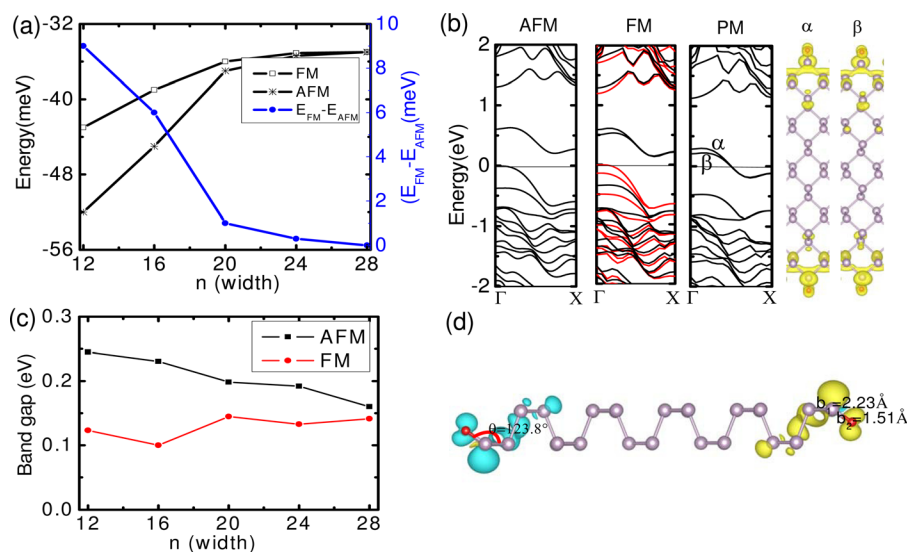 (a)
-32
-40
-48
-56
Energy(meV)
12 16 20 24 28
n (width)
FM
AFM
E_FM-E_AFM
10
8
6
4
2
0
(E_FM-E_AFM)(meV)
(b)
AFM FM PM α β
2
1
0
-1
-2
Energy(eV)
α
β
Γ X Γ X Γ X
(c)
0.3
0.2
0.1
0.0
Band gap (eV)
AFM
FM
12 16 20 24 28
n (width)
(d)
θ=123.8°
b₁=2.23Å
b₂=1.51Å